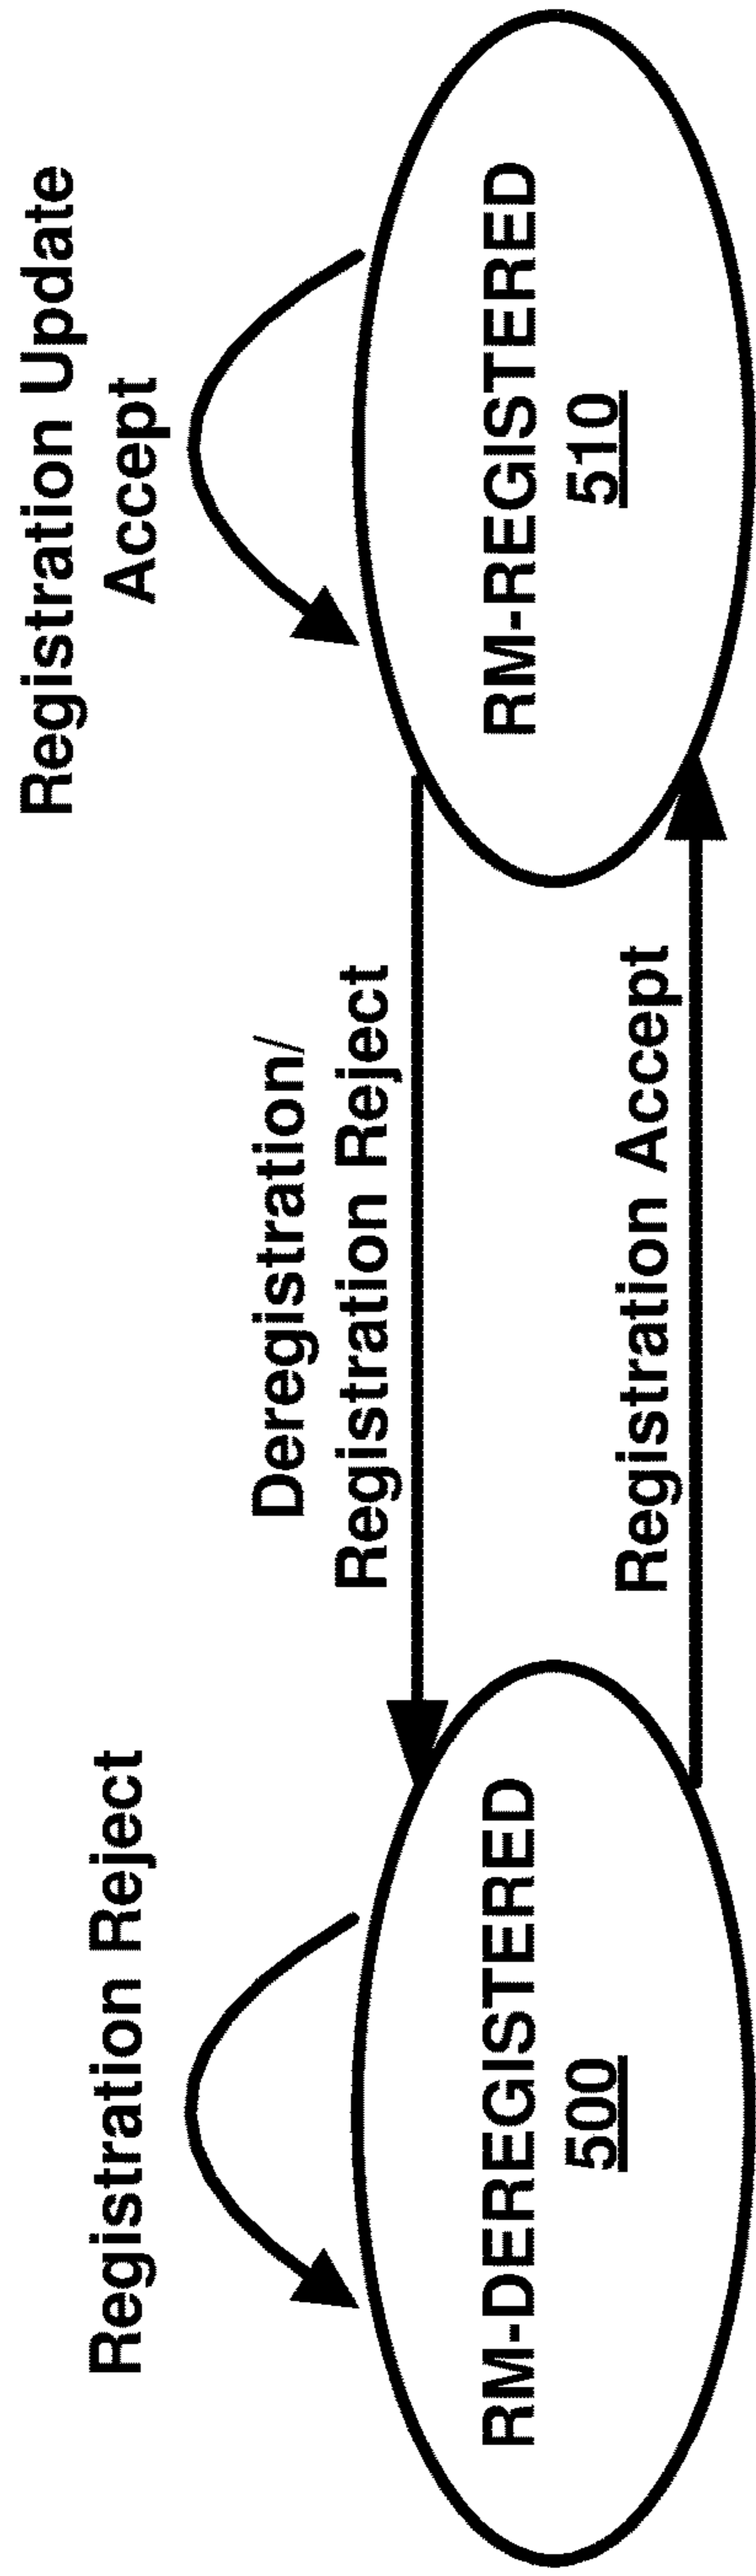 Registration Reject
RM-DEREGISTERED
500
Deregistration/
Registration Reject
Registration Accept
Registration Update
Accept
RM-REGISTERED
510